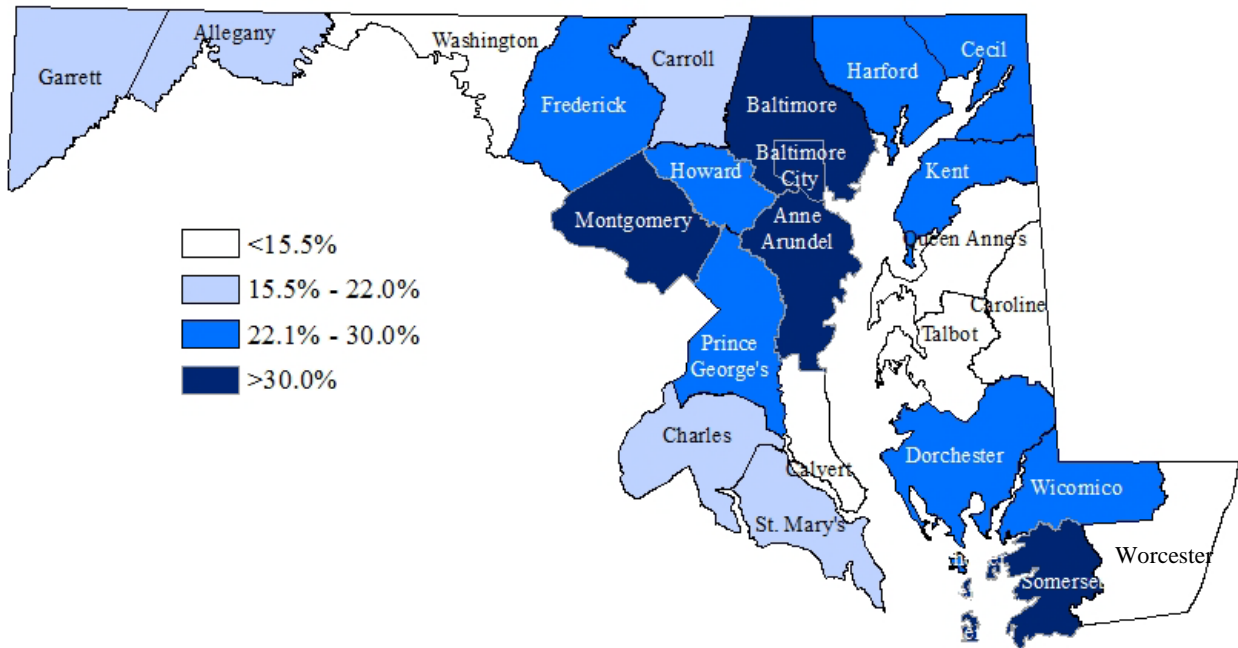 Allegany
Garrett
Washington
Carroll
Harford
Cecil
Frederick
Baltimore
Baltimore
City
Howard
Kent
Montgomery
Anne
Arundel
Queen Anne's
<15.5%
15.5% - 22.0%
22.1% - 30.0%
>30.0%
Caroline
Talbot
Prince
George's
Charles
Calvert
Dorchester
Wicomico
St. Mary's
Worcester
Somerse